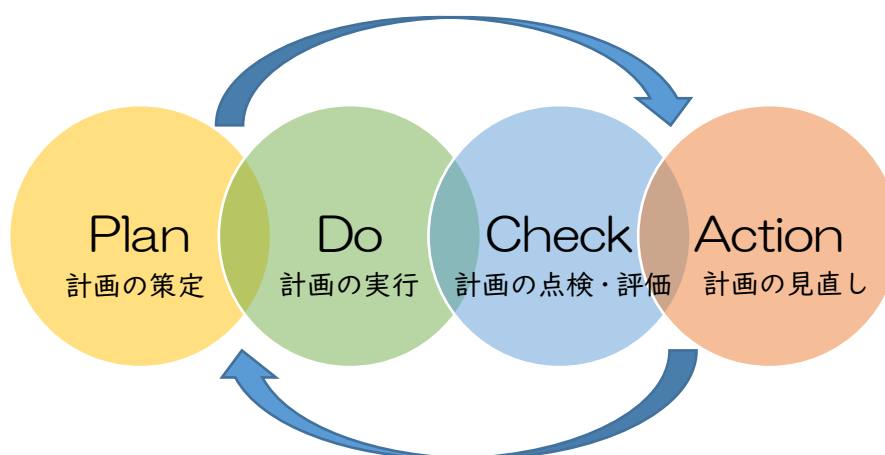 Plan
計画の策定
Do
計画の実行
Check
計画の点検・評価
Action
計画の見直し